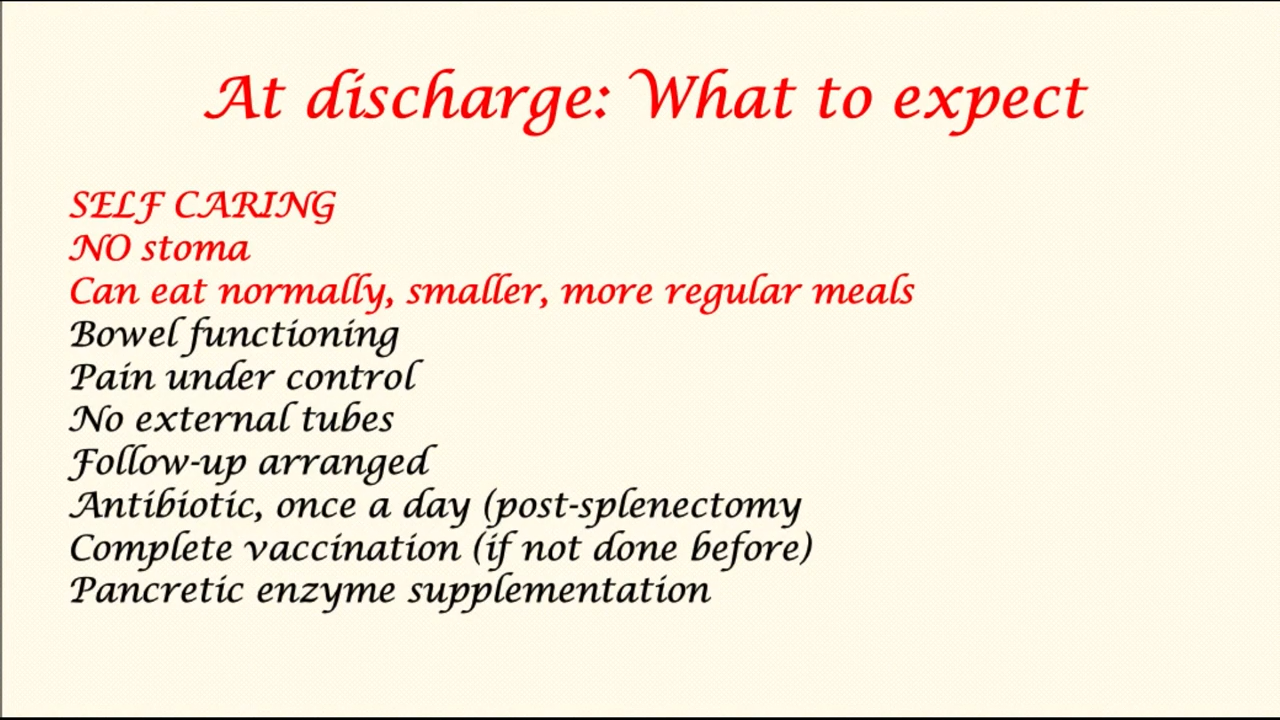 At discharge: What to expect
SELF CARING
NO stoma
Can eat normally, smaller, more regular meals
Bowel functioning
Pain under control
No external tubes
Follow-up arranged
Antibiotic, once a day (post-splenectomy
Complete vaccination (if not done before)
Pancretic enzyme supplementation